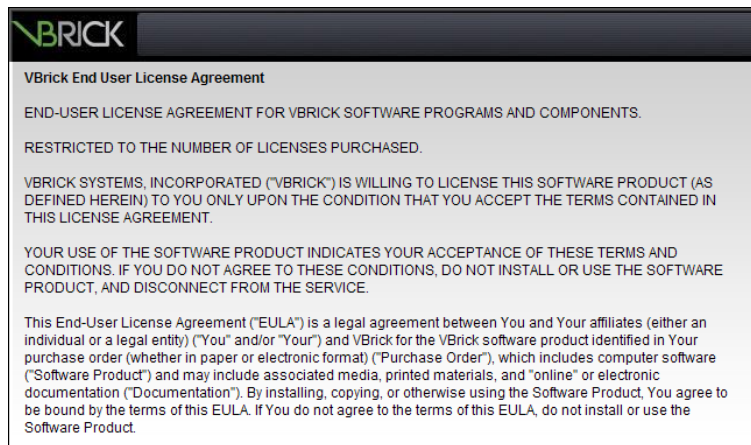 VBRICK
VBrick End User License Agreement
END-USER LICENSE AGREEMENT FOR VBRICK SOFTWARE PROGRAMS AND COMPONENTS.
RESTRICTED TO THE NUMBER OF LICENSES PURCHASED.
VBRICK SYSTEMS, INCORPORATED ("VBRICK") IS WILLING TO LICENSE THIS SOFTWARE PRODUCT (AS
DEFINED HEREIN) TO YOU ONLY UPON THE CONDITION THAT YOU ACCEPT THE TERMS CONTAINED IN
THIS LICENSE AGREEMENT.
YOUR USE OF THE SOFTWARE PRODUCT INDICATES YOUR ACCEPTANCE OF THESE TERMS AND
CONDITIONS. IF YOU DO NOT AGREE TO THESE CONDITIONS, DO NOT INSTALL OR USE THE SOFTWARE
PRODUCT, AND DISCONNECT FROM THE SERVICE.
This End-User License Agreement ("EULA") is a legal agreement between You and Your affiliates (either an
individual or a legal entity) ("You" and/or "Your") and VBrick for the VBrick software product identified in Your
purchase order (whether in paper or electronic format) ("Purchase Order"), which includes computer software
("Software Product") and may include associated media, printed materials, and "online" or electronic
documentation ("Documentation"). By installing, copying, or otherwise using the Software Product, You agree to
be bound by the terms of this EULA. If You do not agree to the terms of this EULA, do not install or use the
Software Product.